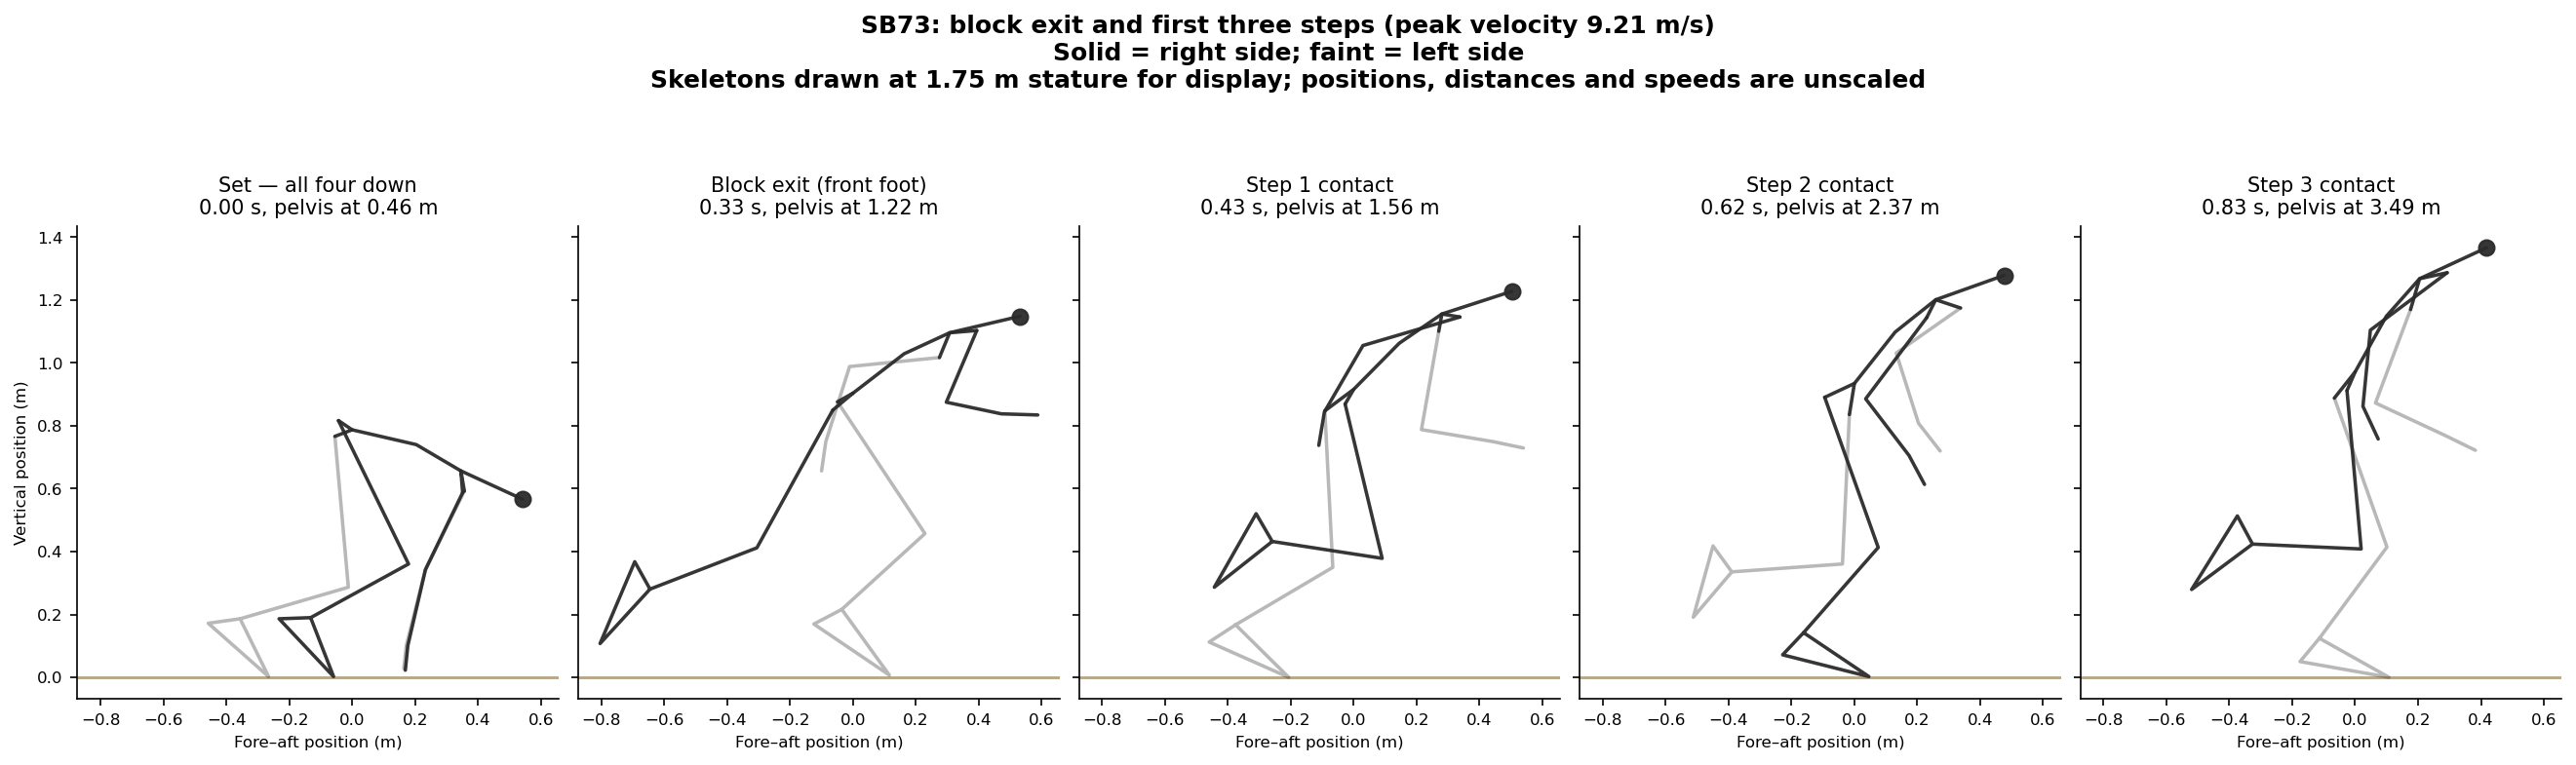 SB73: block exit and first three steps (peak velocity 9.21 m/s)
Solid = right side; faint = left side
Skeletons drawn at 1.75 m stature for display; positions, distances and speeds are unscaled
Set — all four down
0.00 s, pelvis at 0.46 m
Block exit (front foot)
0.33 s, pelvis at 1.22 m
Step 1 contact
0.43 s, pelvis at 1.56 m
Step 2 contact
0.62 s, pelvis at 2.37 m
Step 3 contact
0.83 s, pelvis at 3.49 m
Vertical position (m)
1.4
1.2
1.0
0.8
0.6
0.4
0.2
0.0
−0.8 −0.6 −0.4 −0.2 0.0 0.2 0.4 0.6
Fore–aft position (m)
−0.8 −0.6 −0.4 −0.2 0.0 0.2 0.4 0.6
Fore–aft position (m)
−0.8 −0.6 −0.4 −0.2 0.0 0.2 0.4 0.6
Fore–aft position (m)
−0.8 −0.6 −0.4 −0.2 0.0 0.2 0.4 0.6
Fore–aft position (m)
−0.8 −0.6 −0.4 −0.2 0.0 0.2 0.4 0.6
Fore–aft position (m)